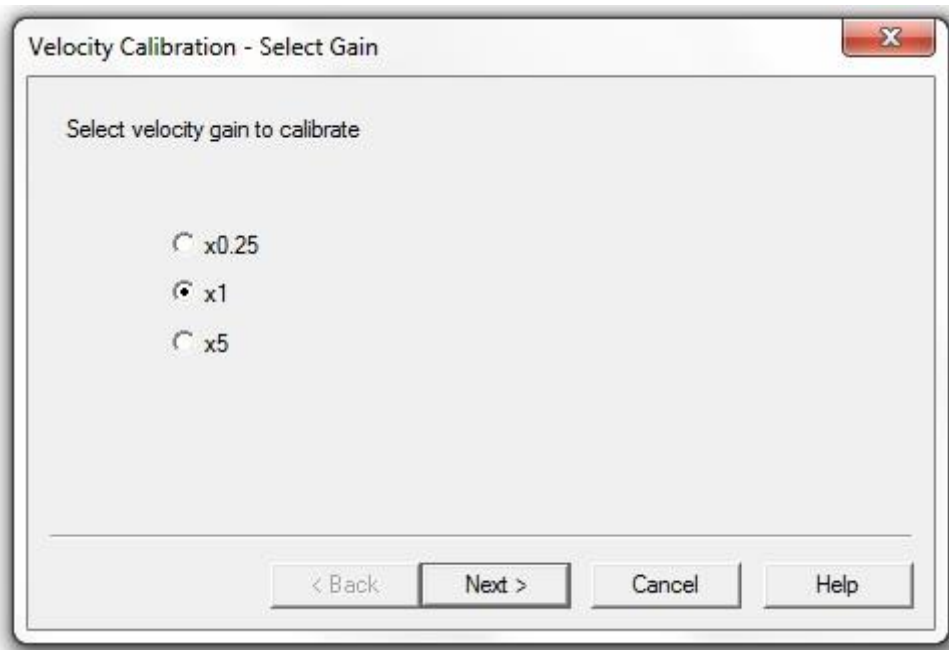 Velocity Calibration - Select Gain
Select velocity gain to calibrate
x0.25
x1
x5
< Back Next > Cancel Help